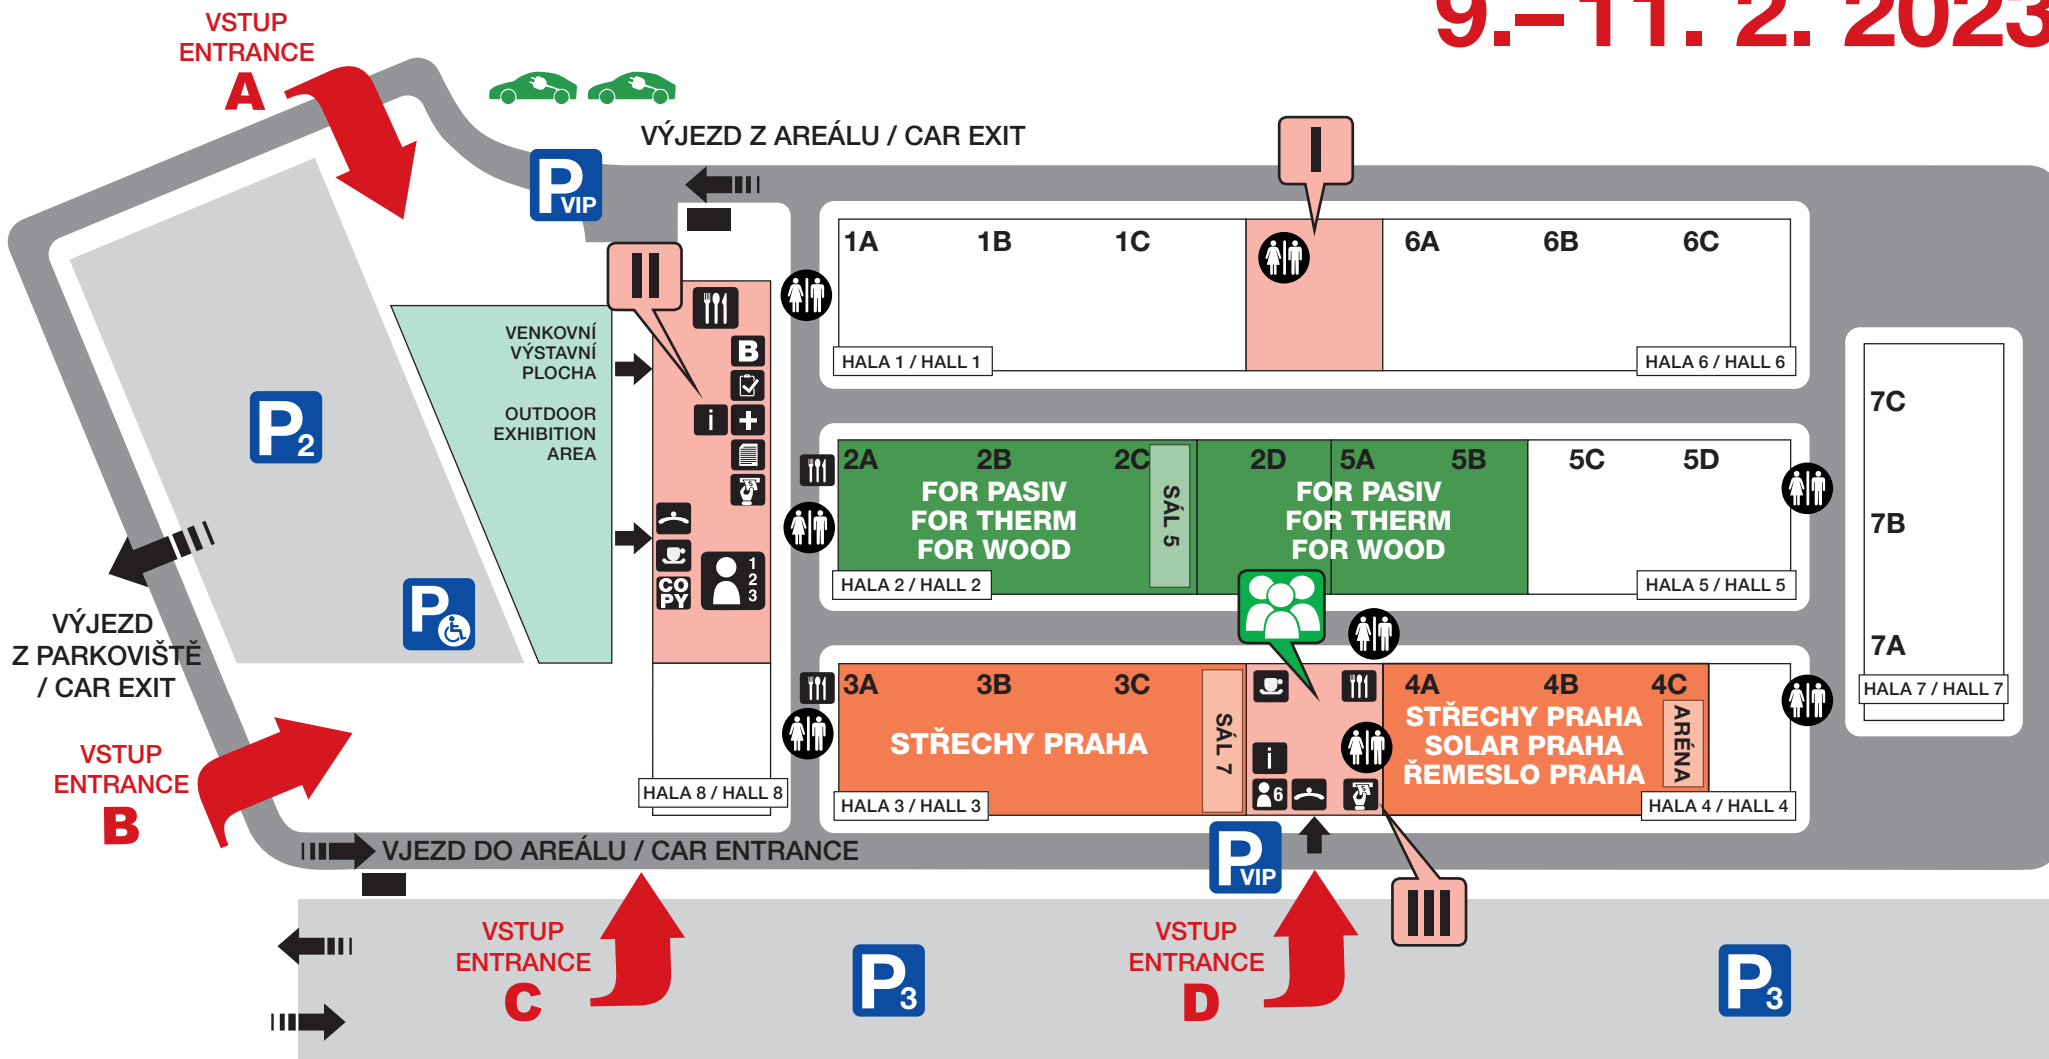 9.–11. 2. 2023
VSTUP
ENTRANCE
A
VÝJEZD Z AREÁLU / CAR EXIT
I
P VIP
1A 1B 1C 6A 6B 6C
II
HALA 1 / HALL 1
HALA 6 / HALL 6
VENKOVNÍ
VÝSTAVNÍ
PLOCHA
OUTDOOR
EXHIBITION
AREA
B
i
P2
7C
7B
7A
HALA 7 / HALL 7
2A 2B 2C 2D 5A 5B 5C 5D
FOR PASIV
FOR THERM
FOR WOOD
SÁL 5
FOR PASIV
FOR THERM
FOR WOOD
HALA 2 / HALL 2
HALA 5 / HALL 5
CO
PY
1
2
3
P
VÝJEZD
Z PARKOVIŠTĚ
/ CAR EXIT
3A 3B 3C 4A 4B 4C
STŘECHY PRAHA
SÁL 7
i
6
STŘECHY PRAHA
SOLAR PRAHA
ŘEMESLO PRAHA
ARÉNA
HALA 8 / HALL 8
HALA 3 / HALL 3
HALA 4 / HALL 4
VSTUP
ENTRANCE
B
VJEZD DO AREÁLU / CAR ENTRANCE
P VIP
III
VSTUP
ENTRANCE
C
P3
VSTUP
ENTRANCE
D
P3